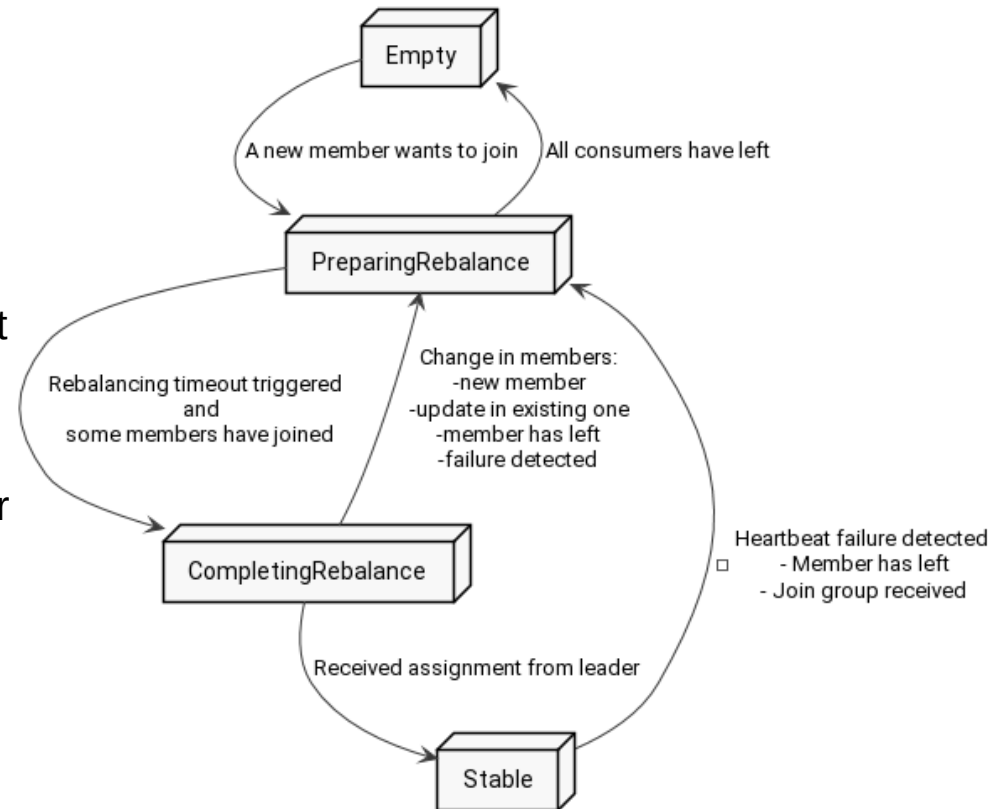 Empty
A new member wants to join
All consumers have left
PreparingRebalance
t
Rebalancing timeout triggered
and
some members have joined
Change in members:
-new member
-update in existing one
-member has left
-failure detected
r
CompletingRebalance
Heartbeat failure detected
- Member has left
- Join group received
Received assignment from leader
Stable